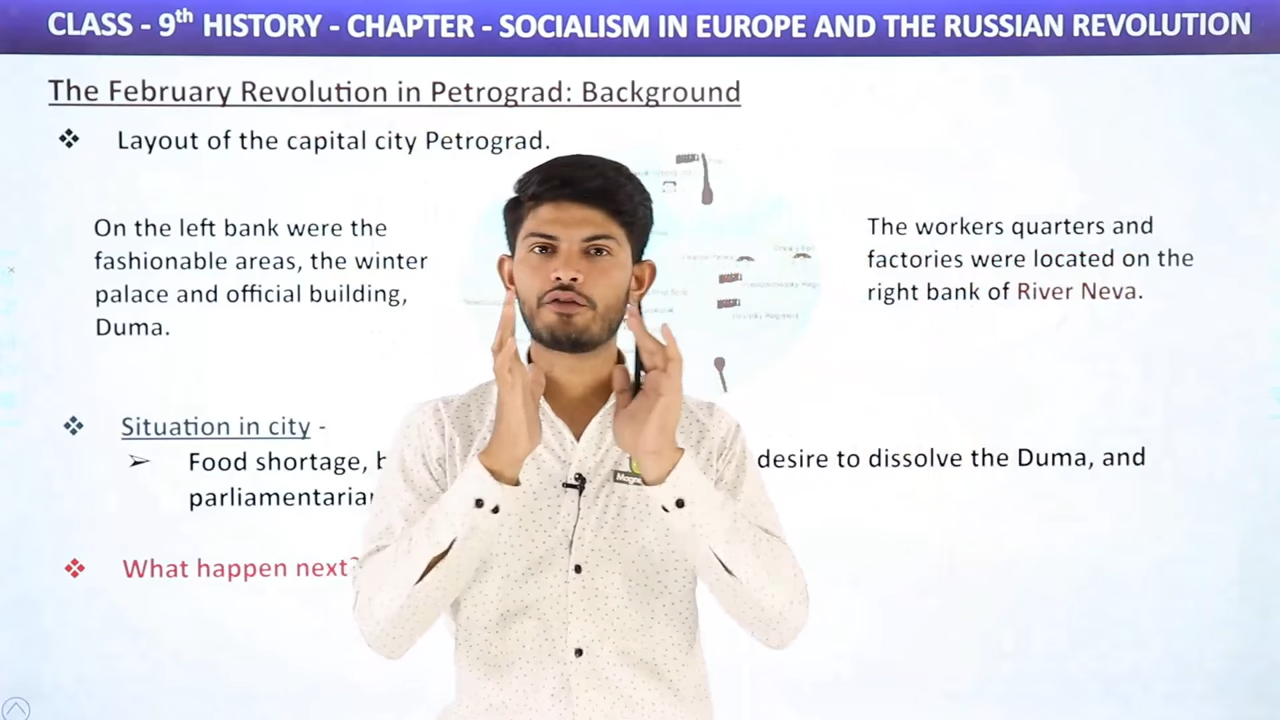 CLASS - 9th HISTORY - CHAPTER - SOCIALISM IN EUROPE AND THE RUSSIAN REVOLUTION
The February Revolution in Petrograd: Background
Layout of the capital city Petrograd.
On the left bank were the
fashionable areas, the winter
palace and official building,
Duma.
The workers quarters and
factories were located on the
right bank of River Neva.
Situation in city -
Food shortage, desire to dissolve the Duma, and
What happen next?